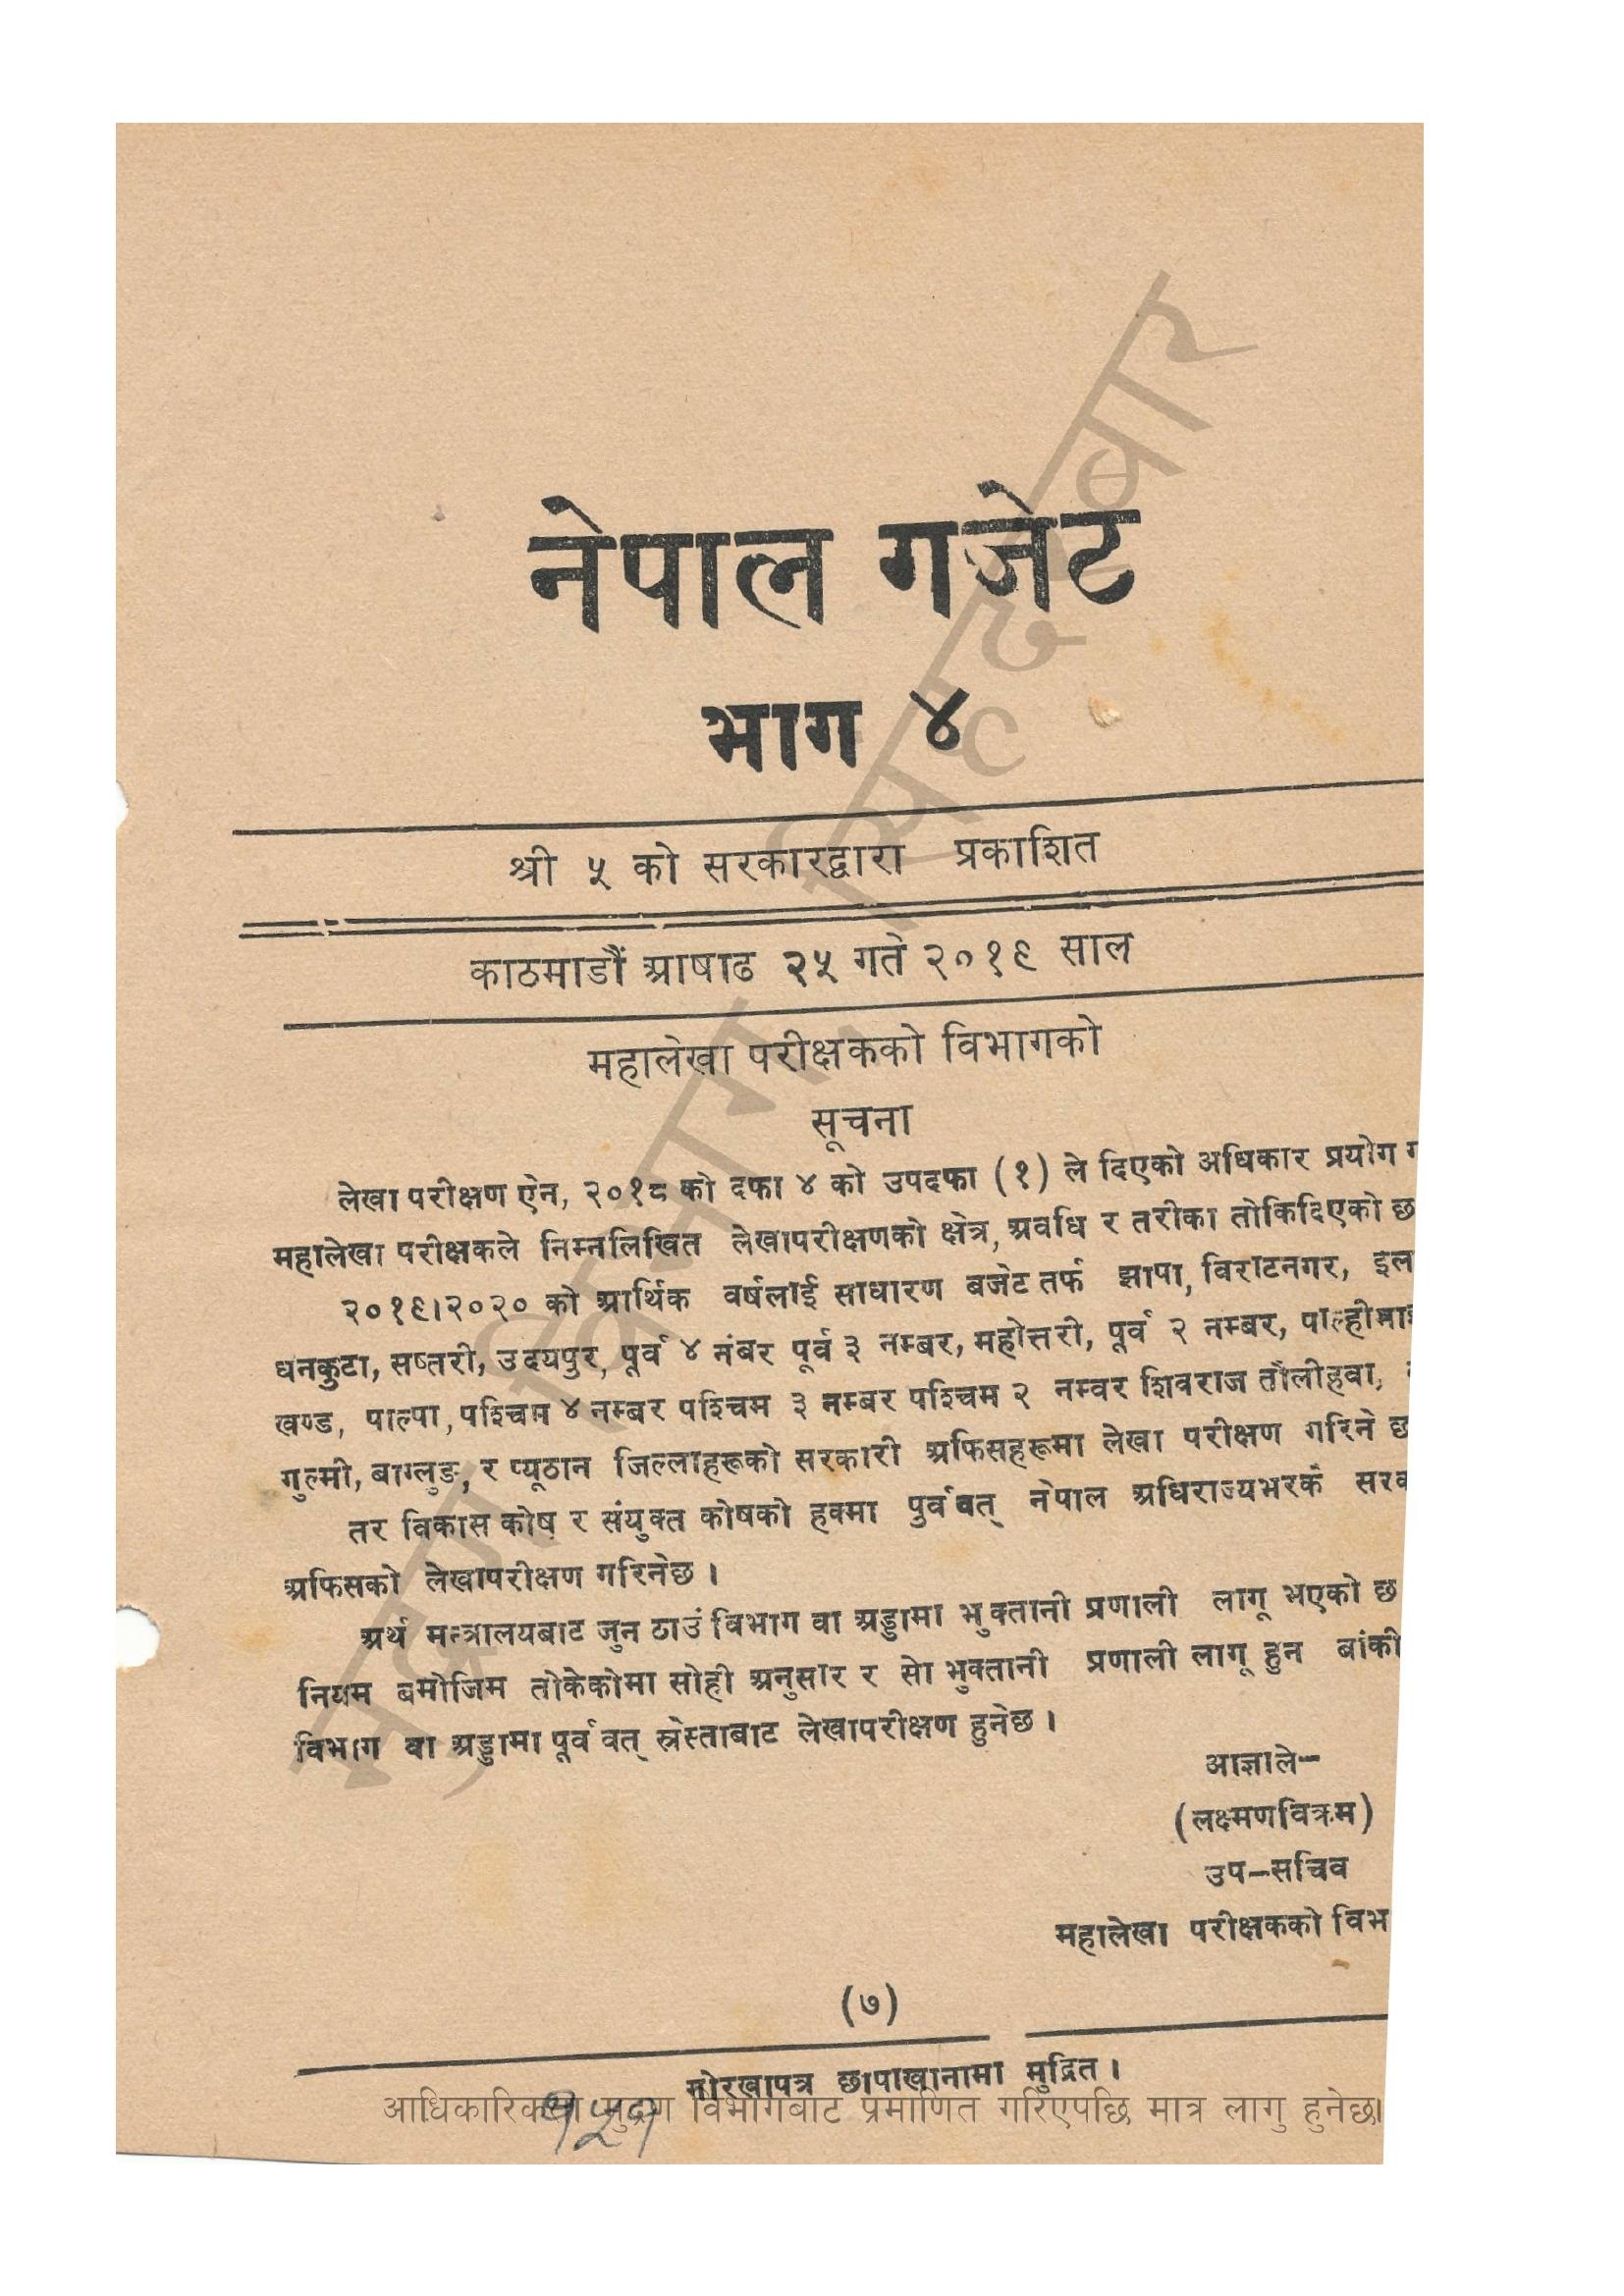 नेपाल गजेट
भाग ४
श्री ५ को सरकारद्वारा प्रकाशित
काठमाडौं आषाढ २५ गते २०१९ साल
महालेखा परीक्षकको विभागको
सूचना
लेखा परीक्षण ऐन, २०१८ को दफा ४ को उपदफा (१) ले दिएको अधिकार प्रयोग
महालेखा परीक्षकले निम्नलिखित लेखापरीक्षणको क्षेत्र, अवधि र तरीका तोकिदिएको छ
२०१९।२०२० को आर्थिक वर्षलाई साधारण बजेट तर्फ झापा, विराटनगर,
धनकुटा, सप्तरी, उदयपुर, पूर्व ४ नंबर पूर्व ३ नम्बर, महोत्तरी, पूर्व २ नम्बर,
खण्ड, पाल्पा, पश्चिम ४ नम्बर पश्चिम ३ नम्बर पश्चिम २ नम्वर शिवराज तौलीहवा,
गुल्मी, बाग्लुङ, र प्यूठान जिल्लाहरूको सरकारी अफिसहरूमा लेखा परीक्षण गरिने छ
तर विकास कोष र संयुक्त कोषको हक्मा पुर्ववत् नेपाल अधिराज्यभरकै
अफिसको लेखापरीक्षण गरिनेछ ।
अर्थ मन्त्रालयबाट जुन ठाउं विभाग वा अड्डामा भुक्तानी प्रणाली लागू भएको छ
नियम बमोजिम तोकेकोमा सोही अनुसार र सो भुक्तानी प्रणाली लागू हुन बांकी
विभाग वा अड्डामा पूर्ववत् स्रेस्ताबाट लेखापरीक्षण हुनेछ ।
आज्ञाले–
(लक्ष्मणविक्रम)
उप–सचिव
महालेखा परीक्षकको
(७)
गोरखापत्र छापाखानामा मुद्रित ।
आधिकारिकता मुद्रण विभागबाट प्रमाणित गरिएपछि मात्र लागु हुनेछ।
मुद्रण विभाग, सिंहदरवार